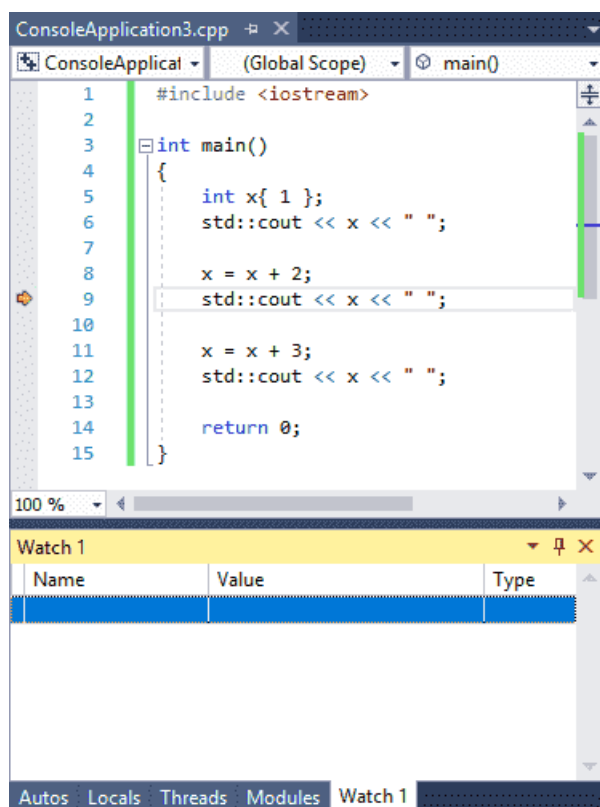 ConsoleApplication3.cpp
ConsoleApplicat (Global Scope) main()
1 #include <iostream>
2
3 int main()
4 {
5 int x{ 1 };
6 std::cout << x << " ";
7
8 x = x + 2;
9 std::cout << x << " ";
10
11 x = x + 3;
12 std::cout << x << " ";
13
14 return 0;
15 }
100 %
Watch 1
Name Value Type
Autos Locals Threads Modules Watch 1